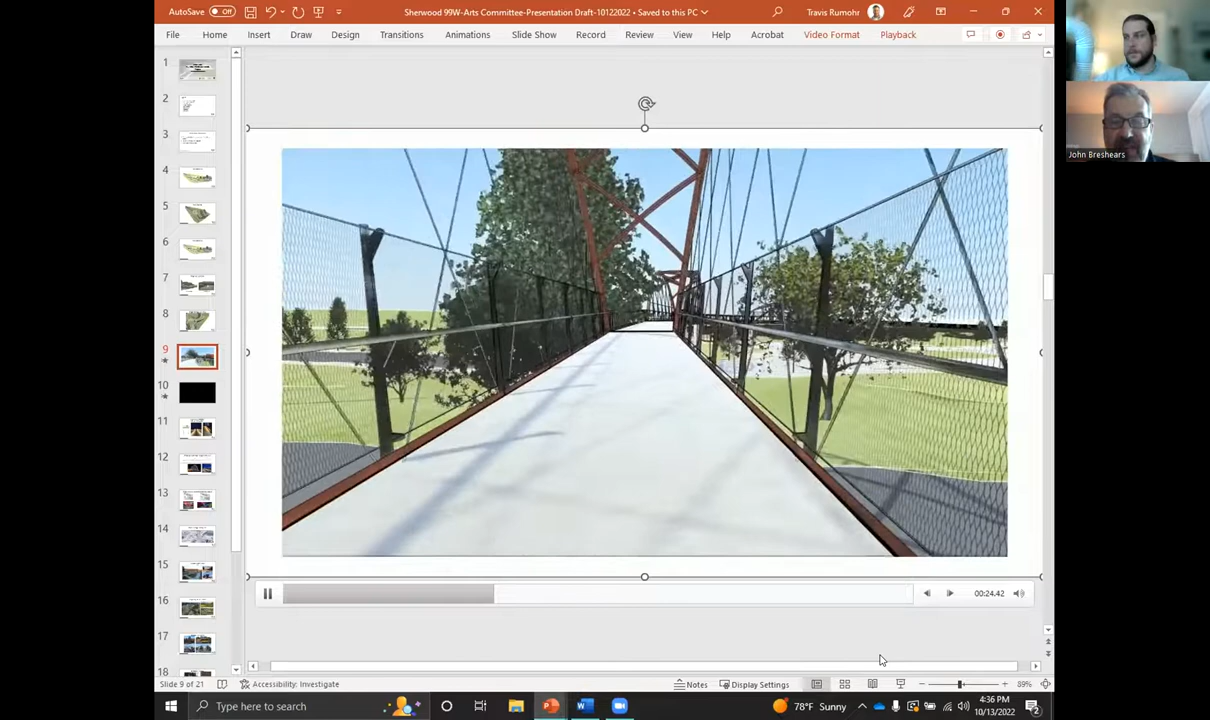 AutoSave Off
Sherwood 99W-Arts Committee-Presentation Draft-10122022 • Saved to this PC
Travis Rumohr
File Home Insert Draw Design Transitions Animations Slide Show Record Review View Help Acrobat Video Format Playback
John Breshears
1
2
3
4
5
6
7
8
9
10
11
12
13
14
15
16
17
18
00:24.42
Slide 9 of 21 Accessibility: Investigate Notes Display Settings 89%
Type here to search 78°F Sunny 4:36 PM
10/13/2022 2